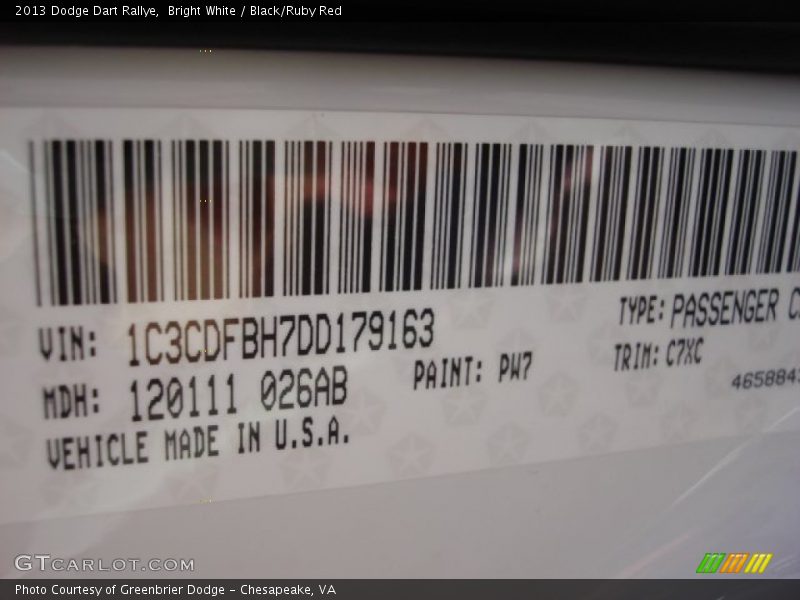 2013 Dodge Dart Rallye,  Bright White / Black/Ruby Red
VIN: 1C3CDFBH7DD179163
TYPE: PASSENGER
MDH: 120111 026AB
PAINT: PW7
TRIM: C7XC
VEHICLE MADE IN U.S.A.
GTCARLOT.COM
Photo Courtesy of Greenbrier Dodge - Chesapeake, VA